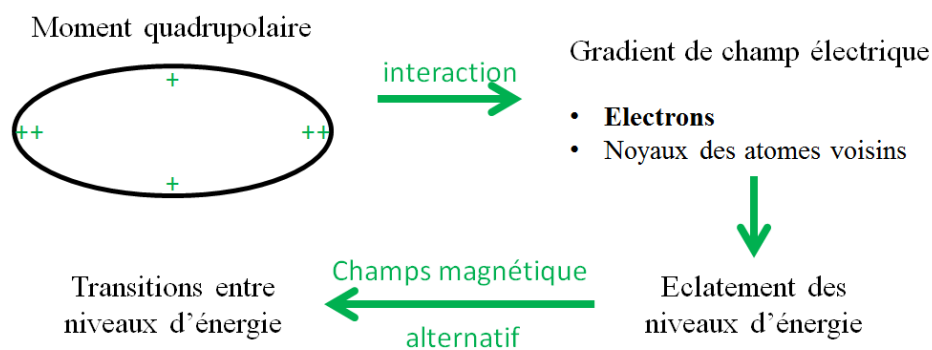 Moment quadrupolaire
+
++ ++
+
interaction
Gradient de champ électrique
• Electrons
• Noyaux des atomes voisins
Eclatement des
niveaux d'énergie
Champs magnétique
alternatif
Transitions entre
niveaux d'énergie